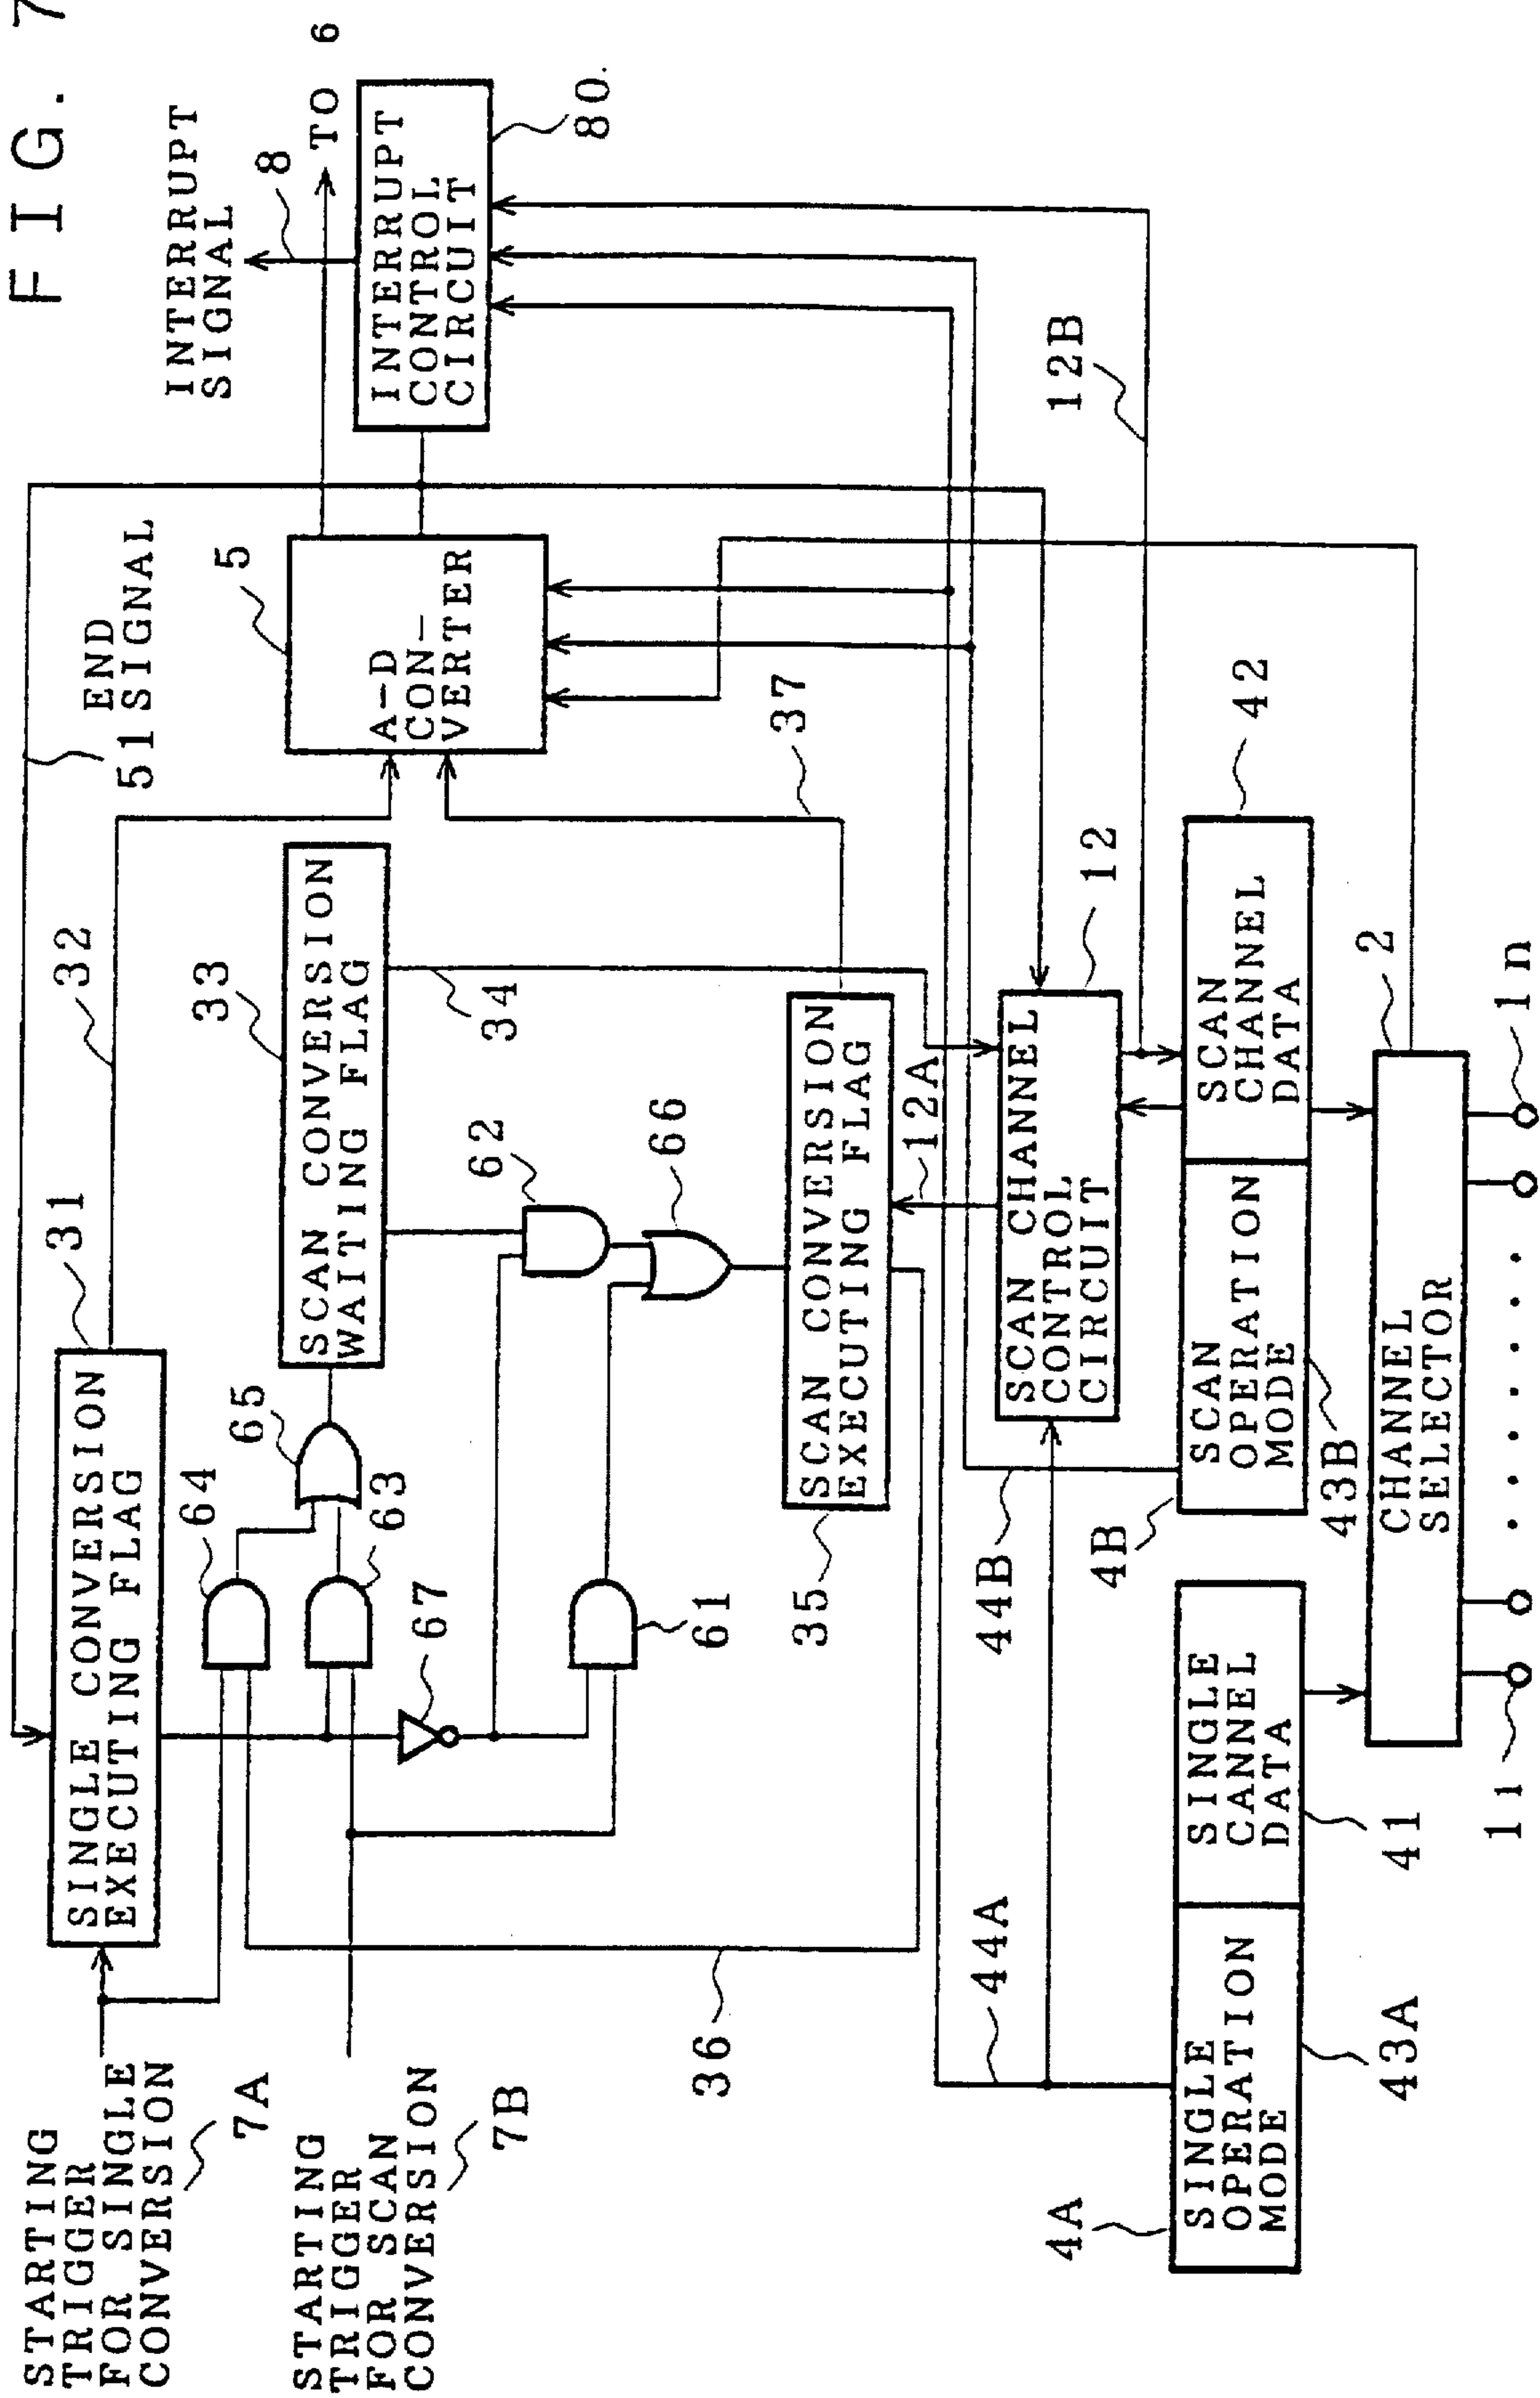 FIG. 7
STARTING
TRIGGER
FOR SINGLE
CONVERSION
7A
STARTING
TRIGGER
FOR SCAN
CONVERSION
7B
SINGLE CONVERSION
EXECUTING FLAG
31
32
END
51 SIGNAL
INTERRUPT
SIGNAL
8
TO 6
64
65
63
67
61
62
66
SCAN CONVERSION
WAITING FLAG
33
34
A-D
CON-
VERTER
5
INTERRUPT
CONTROL
CIRCUIT
80
SCAN CONVERSION
EXECUTING FLAG
35
36
37
12A
SCAN CHANNEL
CONTROL
CIRCUIT
12
12B
44A
44B
4A
SINGLE
OPERATION
MODE
43A
SINGLE
CANNEL
DATA
41
4B
SCAN
OPERATION
MODE
43B
SCAN
CHANNEL
DATA
42
CHANNEL
SELECTOR
2
11
1n